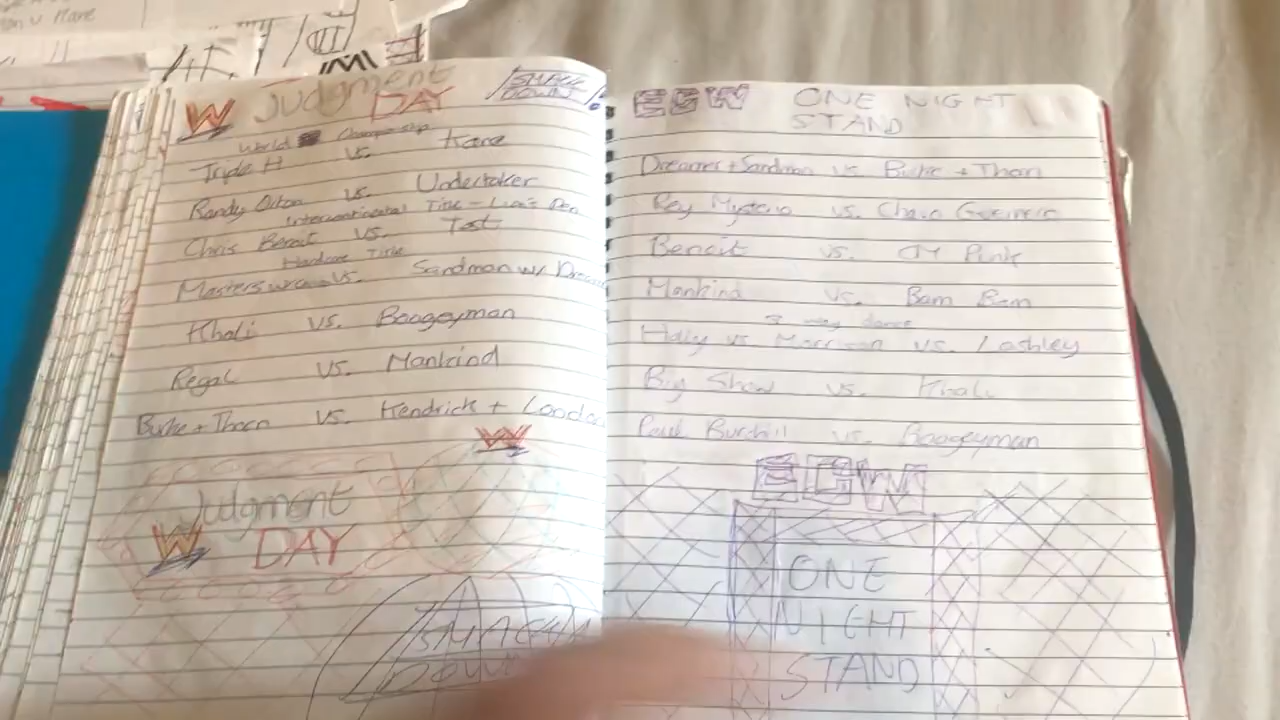 W Judgment
DAY
SMACK
DOWN!
World Championship
Triple H vs. Kane
Randy Orton vs. Undertaker
Intercontinental Title - Lion's Den
Chris Benoit vs. Test
Hardcore Title
Masters vs. Sandman w/
Khali vs. Boogeyman
Regal vs. Mankind
Burke + Thorn vs. Kendrick + London
W
Judgment
W DAY
SMACK
DOWN
ECW ONE NIGHT
STAND
Dreamer + Sandman vs. Burke + Thorn
Rey Mysterio vs. Chavo Guerrero
Benoit vs. CM Punk
Mankind vs. Bam Bam
3 way dance
Holly vs. Morrison vs. Lashley
Big Show vs. Khali
Paul Burchill vs. Boogeyman
ECW
ONE
NIGHT
STAND